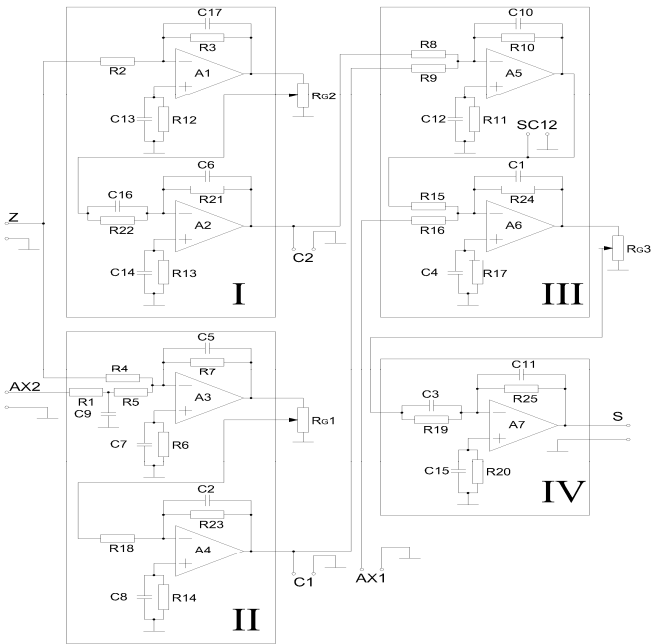 C17
R3
R2
A1
RG2
C13
R12
C6
C16
R21
R22
A2
C2
C14
R13
Z
I
C5
R4
R7
AX2
R1
R5
A3
RG1
C9
C7
R6
C2
R23
R18
A4
C1
C8
R14
II
C10
R8
R10
R9
A5
C12
R11
SC12
C1
R15
R24
R16
A6
RG3
C4
R17
III
C11
C3
R25
R19
A7
S
C15
R20
IV
AX1